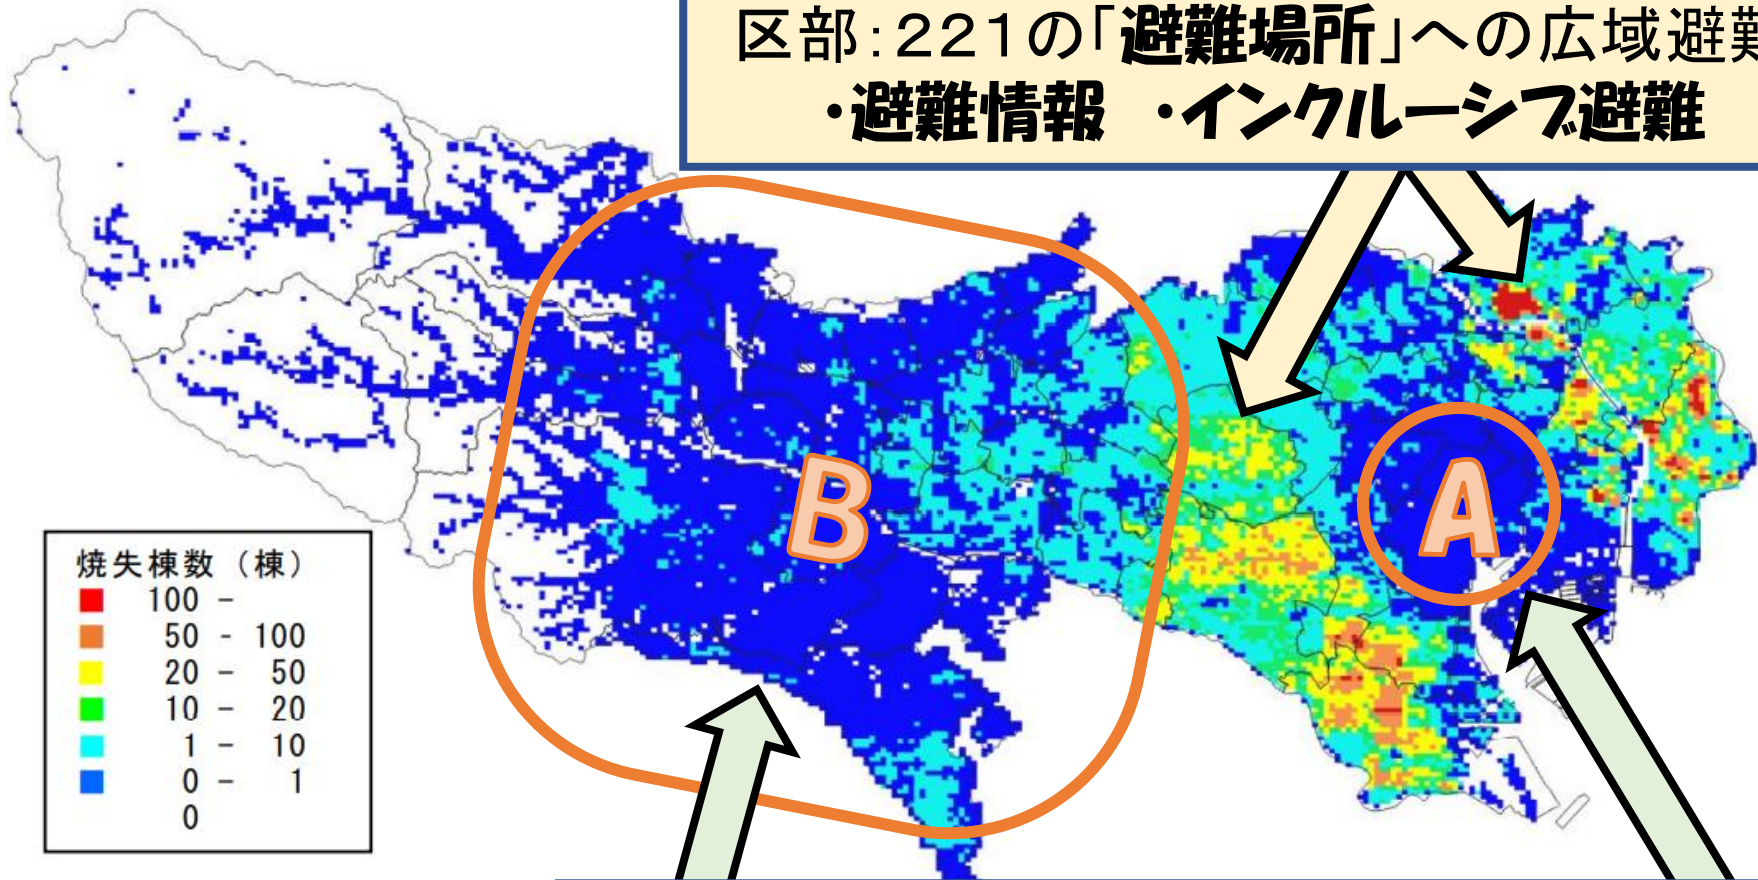 区部:221の「避難場所」への広域避難
・避難情報 ・インクルーシブ避難
B
A
焼失棟数(棟)
100 -
50 - 100
20 - 50
10 - 20
1 - 10
0 - 1
0